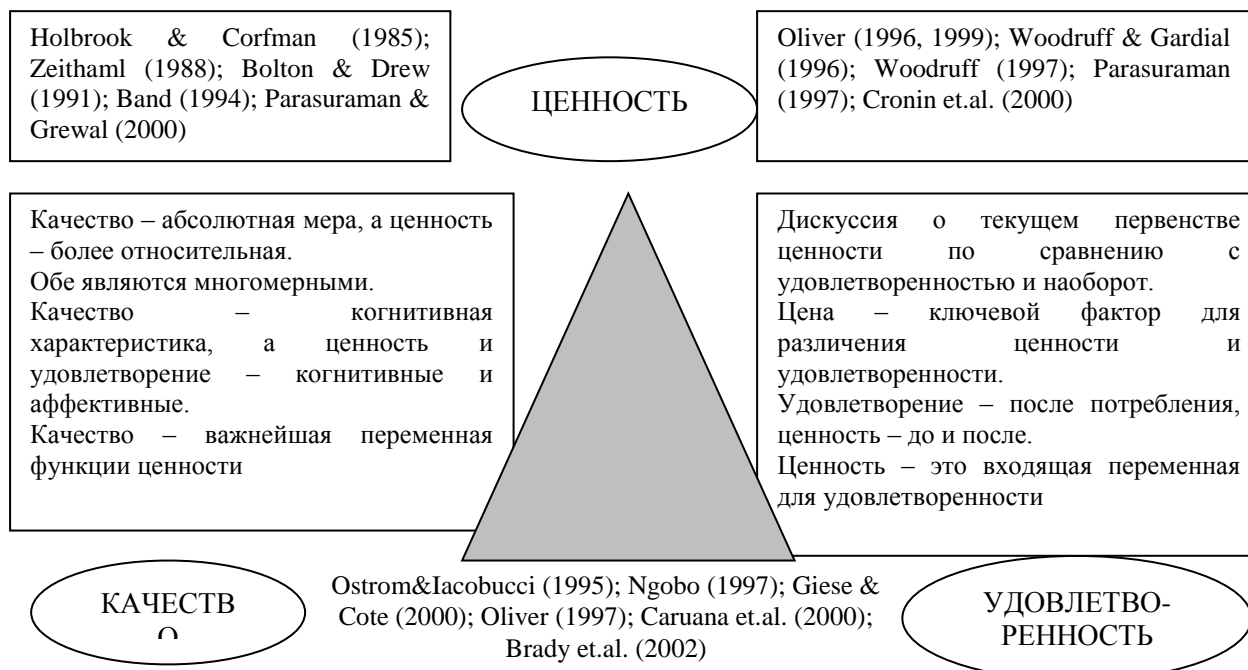 Holbrook & Corfman (1985);
Zeithaml (1988); Bolton & Drew
(1991); Band (1994); Parasuraman &
Grewal (2000)
ЦЕННОСТЬ
Oliver (1996, 1999); Woodruff & Gardial
(1996); Woodruff (1997); Parasuraman
(1997); Cronin et.al. (2000)
Качество – абсолютная мера, а ценность
– более относительная.
Обе являются многомерными.
Качество – когнитивная
характеристика, а ценность и
удовлетворение – когнитивные и
аффективные.
Качество – важнейшая переменная
функции ценности
Дискуссия о текущем первенстве
ценности по сравнению с
удовлетворенностью и наоборот.
Цена – ключевой фактор для
различения ценности и
удовлетворенности.
Удовлетворение – после потребления,
ценность – до и после.
Ценность – это входящая переменная
для удовлетворенности
КАЧЕСТВ
О
Ostrom&Iacobucci (1995); Ngobo (1997); Giese &
Cote (2000); Oliver (1997); Caruana et.al. (2000);
Brady et.al. (2002)
УДОВЛЕТВО-
РЕННОСТЬ